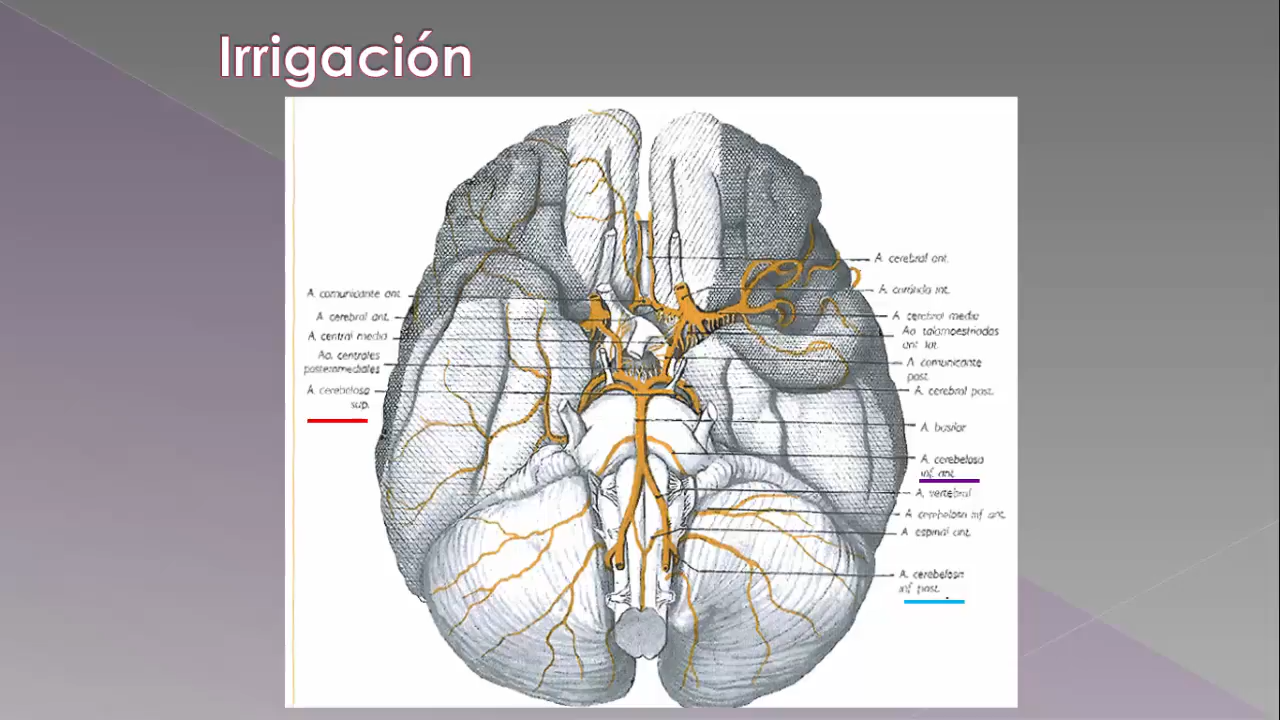 Irrigación
A. comunicante ant.
A. cerebral ant.
A. central media
Aa. centrales
posteromediales
A. cerebelosa
sup.
A. cerebral ant.
A. carótida int.
A. cerebral media
Aa. talamoestriadas
ant. lat.
A. comunicante
post.
A. cerebral post.
A. basilar
A. cerebelosa
inf. ant.
A. vertebral
A. cerebelosa inf. ant.
A. espinal ant.
A. cerebelosa
inf. post.